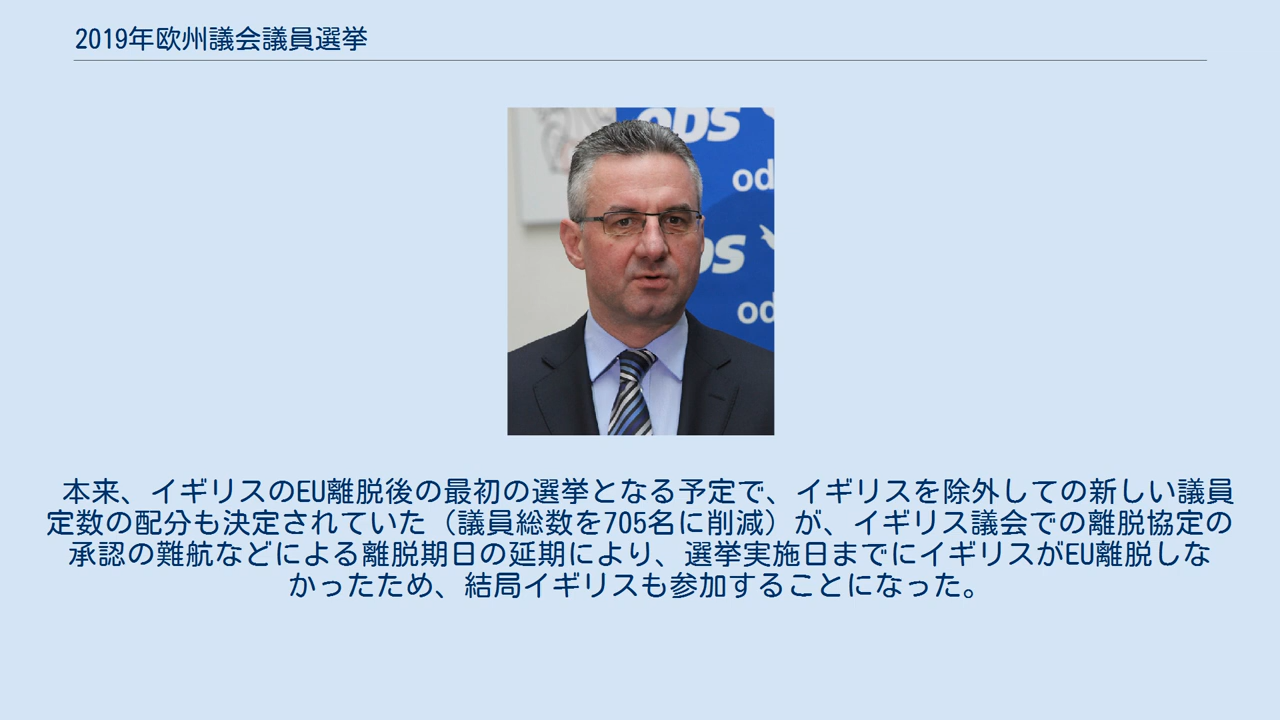 2019年欧州議会議員選挙
ODS
od
DS
od
本来、イギリスのEU離脱後の最初の選挙となる予定で、イギリスを除外しての新しい議員
定数の配分も決定されていた（議員総数を705名に削減）が、イギリス議会での離脱協定の
承認の難航などによる離脱期日の延期により、選挙実施日までにイギリスがEU離脱しな
かったため、結局イギリスも参加することになった。